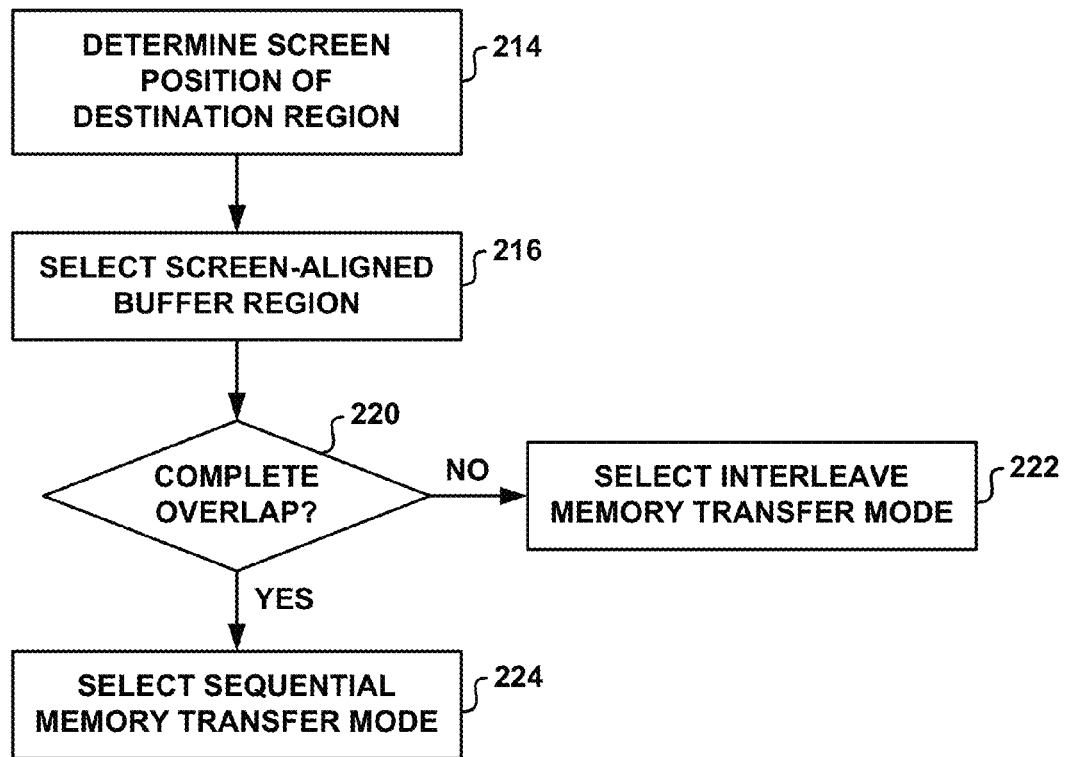 DETERMINE SCREEN
POSITION OF
DESTINATION REGION
214
SELECT SCREEN-ALIGNED
BUFFER REGION
216
COMPLETE
OVERLAP?
220
NO
SELECT INTERLEAVE
MEMORY TRANSFER MODE
222
YES
SELECT SEQUENTIAL
MEMORY TRANSFER MODE
224